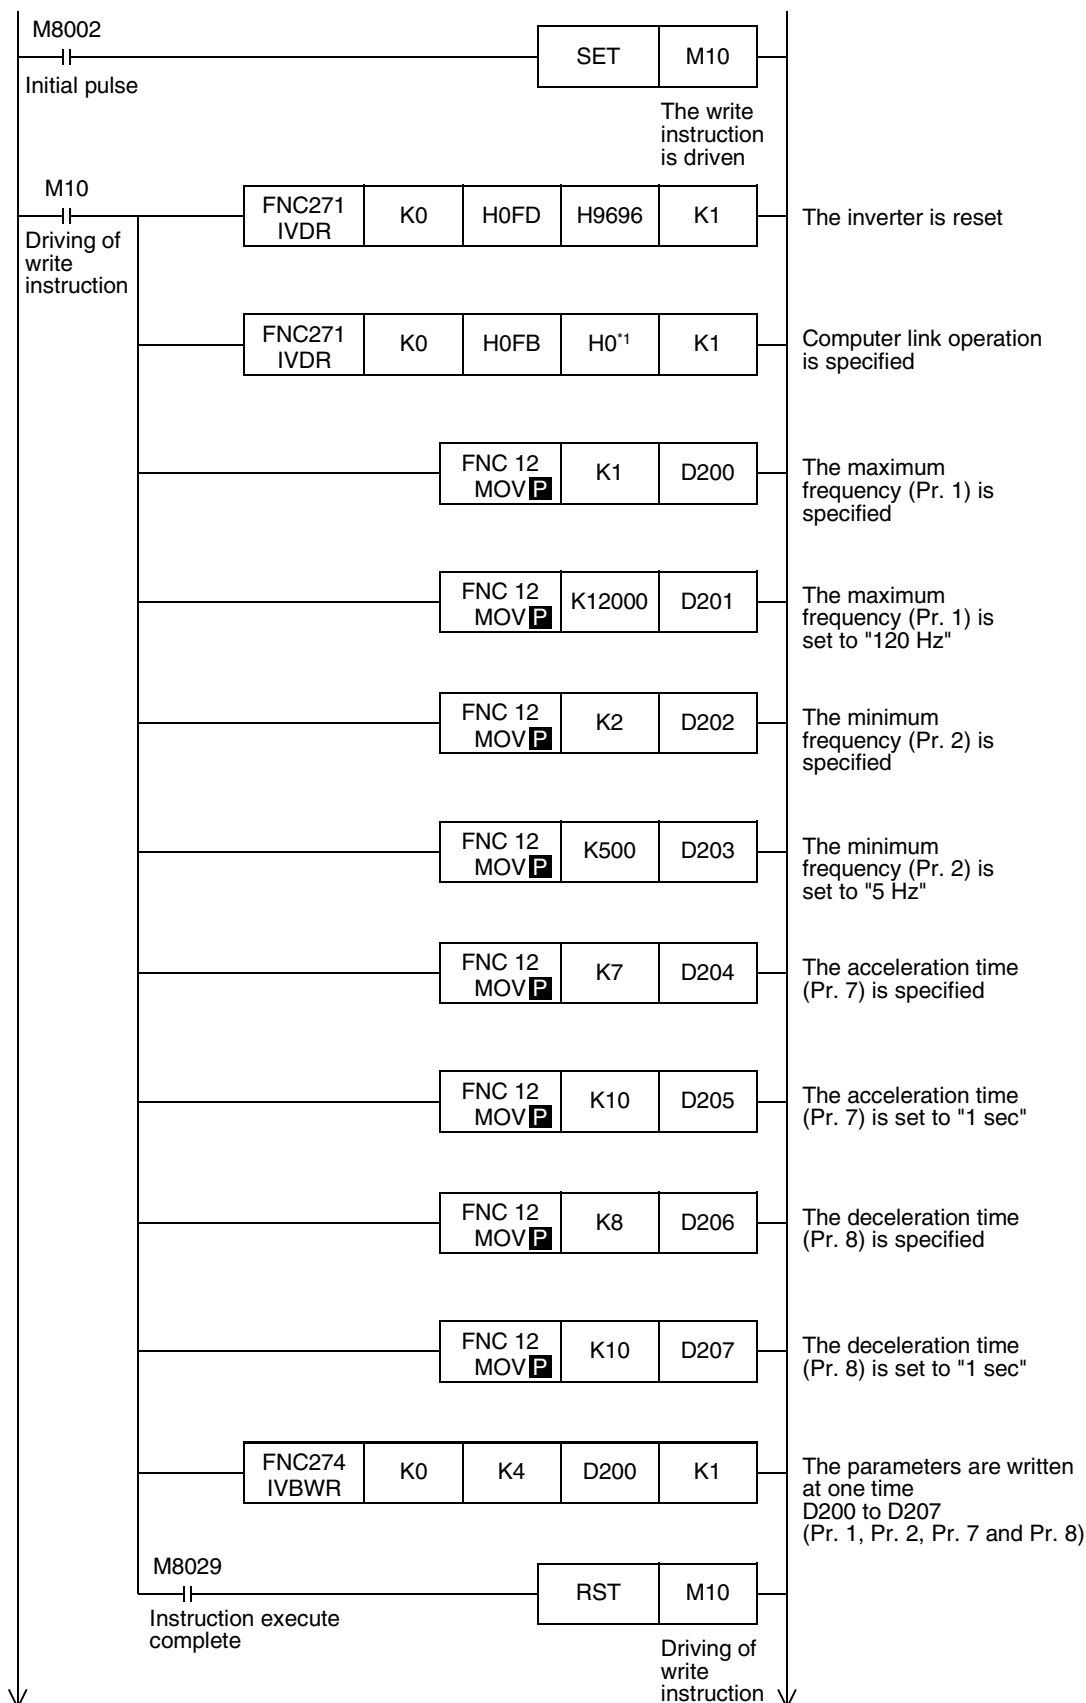 M8002
SET M10
Initial pulse
The write
instruction
is driven
M10
FNC271
IVDR
K0 H0FD H9696 K1
The inverter is reset
Driving of
write
instruction
FNC271
IVDR
K0 H0FB H0*1 K1
Computer link operation
is specified
FNC 12
MOV P
K1 D200
The maximum
frequency (Pr. 1) is
specified
FNC 12
MOV P
K12000 D201
The maximum
frequency (Pr. 1) is
set to "120 Hz"
FNC 12
MOV P
K2 D202
The minimum
frequency (Pr. 2) is
specified
FNC 12
MOV P
K500 D203
The minimum
frequency (Pr. 2) is
set to "5 Hz"
FNC 12
MOV P
K7 D204
The acceleration time
(Pr. 7) is specified
FNC 12
MOV P
K10 D205
The acceleration time
(Pr. 7) is set to "1 sec"
FNC 12
MOV P
K8 D206
The deceleration time
(Pr. 8) is specified
FNC 12
MOV P
K10 D207
The deceleration time
(Pr. 8) is set to "1 sec"
FNC274
IVBWR
K0 K4 D200 K1
The parameters are written
at one time
D200 to D207
(Pr. 1, Pr. 2, Pr. 7 and Pr. 8)
M8029
RST M10
Instruction execute
complete
Driving of
write
instruction